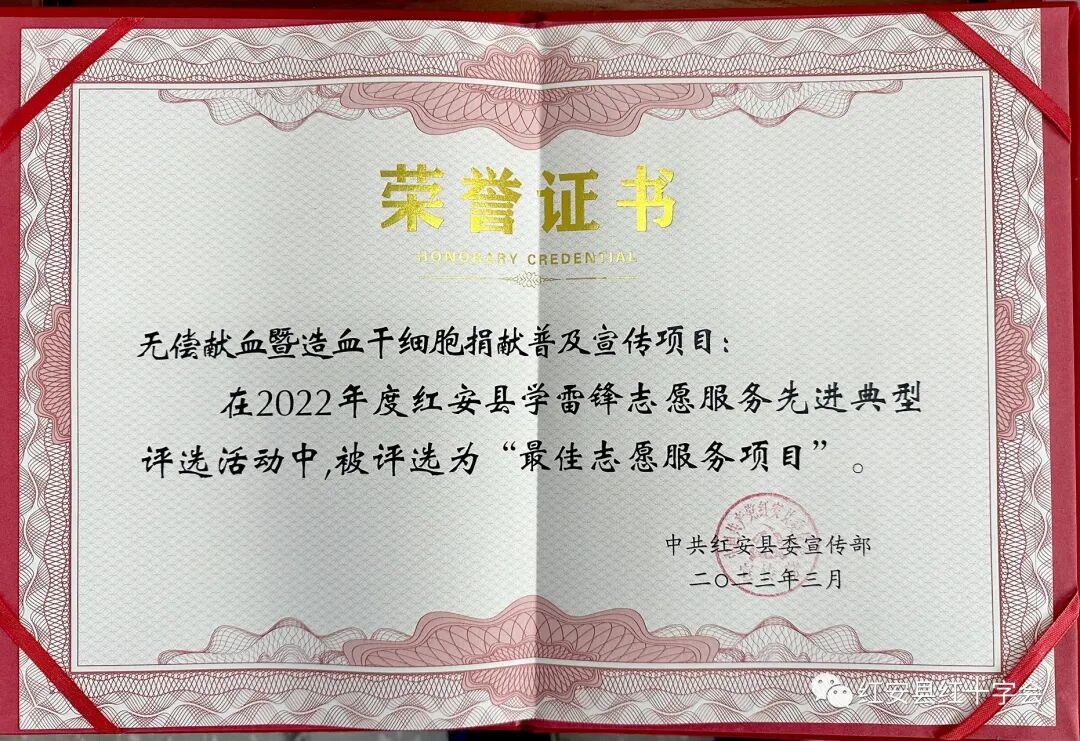 荣誉证书
HONORARY CREDENTIAL
无偿献血暨造血干细胞捐献普及宣传项目：
在2022年度红安县学雷锋志愿服务先进典型
评选活动中,被评选为“最佳志愿服务项目”。
中共红安县委宣传部
二〇二三年三月
红安县红十字会